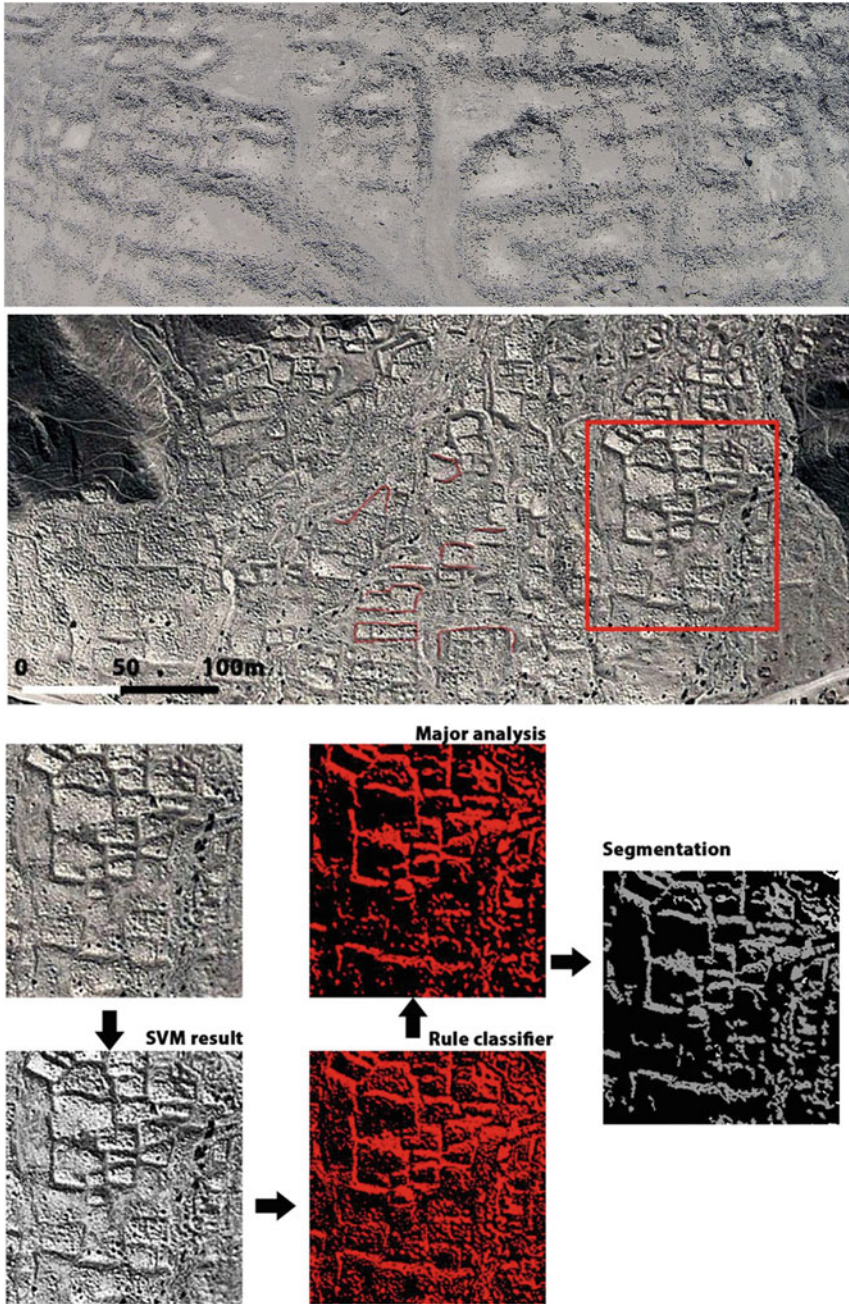 0 50 100m
Major analysis
Segmentation
SVM result
Rule classifier